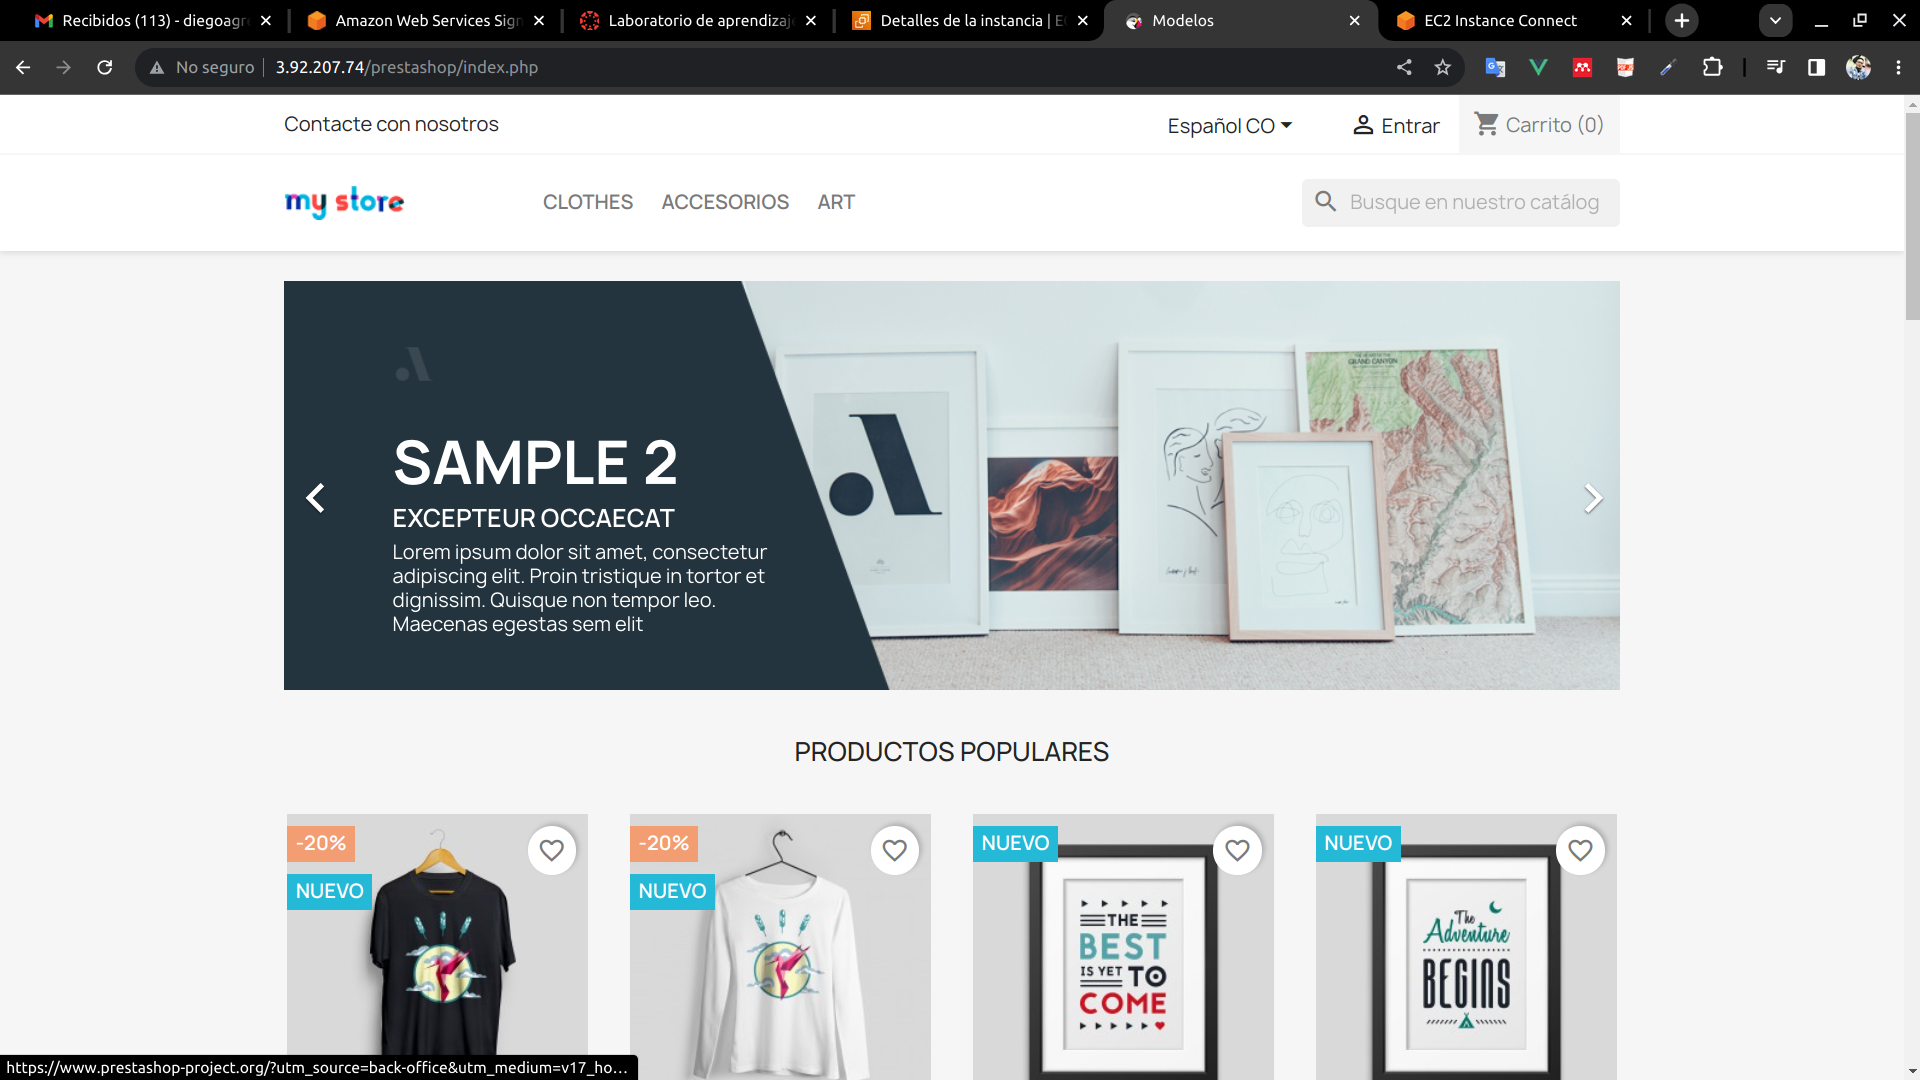 Recibidos (113) - diegoagr
Amazon Web Services Sign
Laboratorio de aprendizaj
Detalles de la instancia | EC
Modelos
EC2 Instance Connect
No seguro
3.92.207.74/prestashop/index.php
Contacte con nosotros
Español CO
Entrar
Carrito (0)
my store
CLOTHES
ACCESORIOS
ART
Busque en nuestro catálog
GRAND CANYON
SAMPLE 2
EXCEPTEUR OCCAECAT
Lorem ipsum dolor sit amet, consectetur
adipiscing elit. Proin tristique in tortor et
dignissim. Quisque non tempor leo.
Maecenas egestas sem elit
PRODUCTOS POPULARES
-20%
NUEVO
-20%
NUEVO
NUEVO
THE
BEST
IS YET TO
COME
NUEVO
The
Adventure
BEGINS
https://www.prestashop-project.org/?utm_source=back-office&utm_medium=v17_ho...